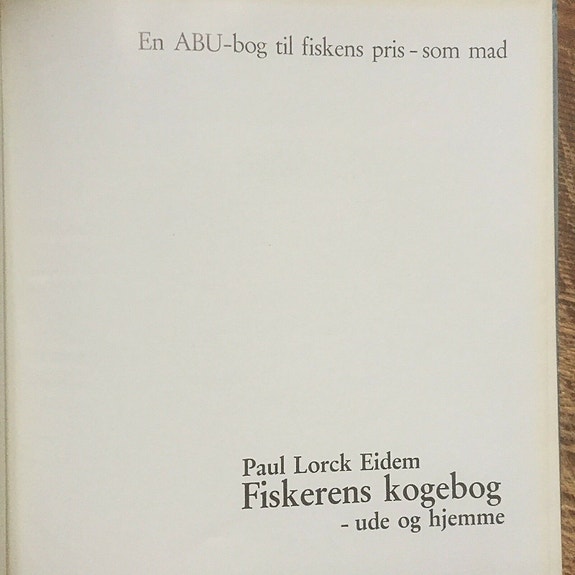 En ABU-bog til fiskens pris – som mad
Paul Lorck Eidem
Fiskerens kogebog
- ude og hjemme